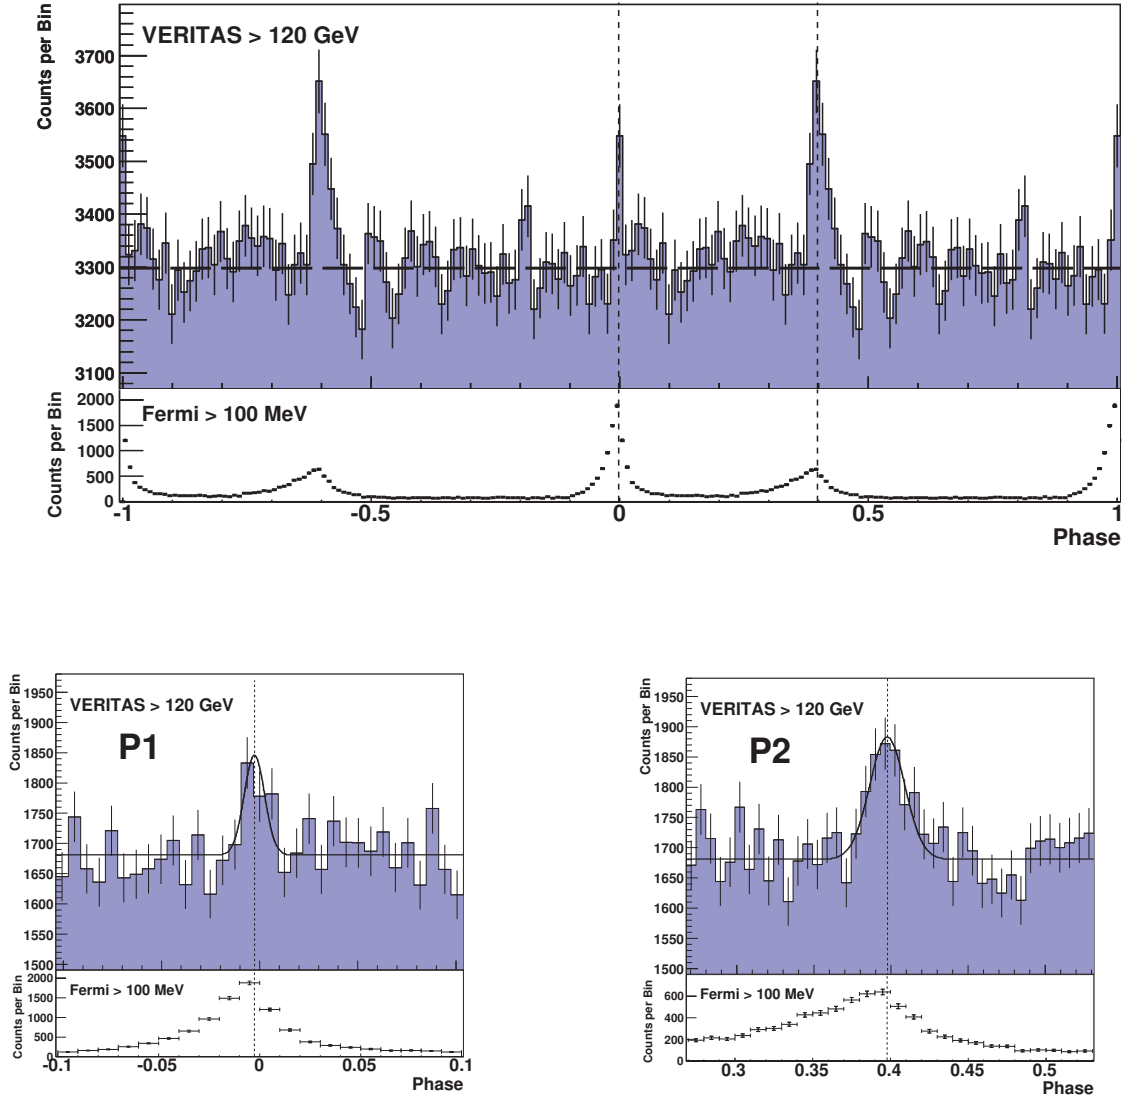 Counts per Bin
VERITAS > 120 GeV
3700
3600
3500
3400
3300
3200
3100
Counts per Bin
Fermi > 100 MeV
2000
1500
1000
500
0
-1 -0.5 0 0.5 1
Phase
Counts per Bin
VERITAS > 120 GeV
P1
1950
1900
1850
1800
1750
1700
1650
1600
1550
1500
Counts per Bin
Fermi > 100 MeV
2000
1500
1000
500
0
-0.1 -0.05 0 0.05 0.1
Phase
Counts per Bin
VERITAS > 120 GeV
P2
1950
1900
1850
1800
1750
1700
1650
1600
1550
1500
Counts per Bin
Fermi > 100 MeV
600
400
200
0
0.3 0.35 0.4 0.45 0.5
Phase